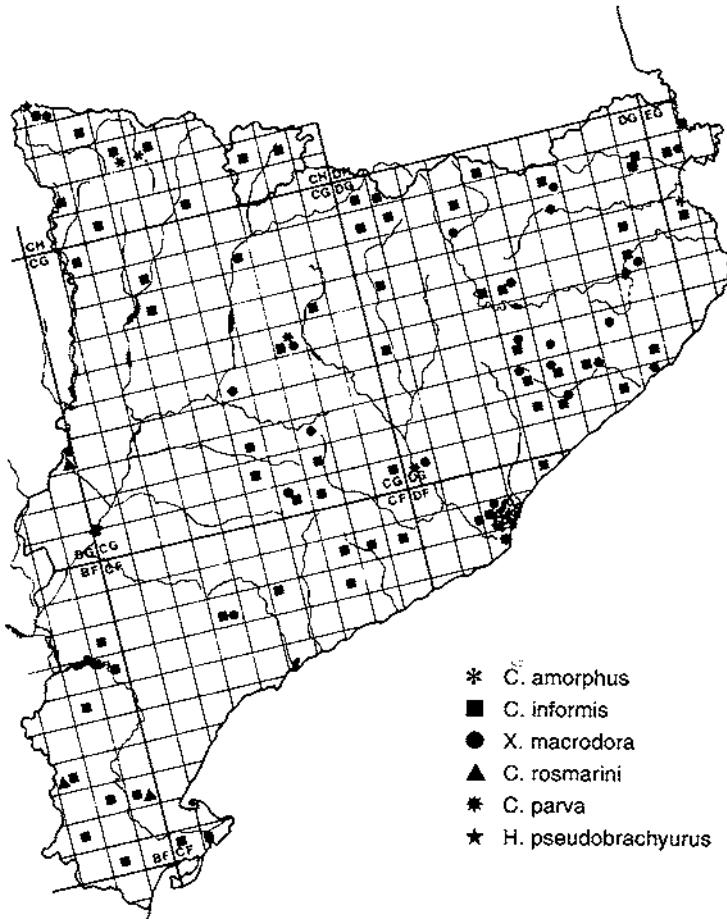 DG EG
CH DH
CG DG
CH
CG
CG DG
CF DF
BG CG
BF CF
BF CF
C. amorphus
C. informis
X. macrodora
C. rosmarini
C. parva
H. pseudobrachyurus